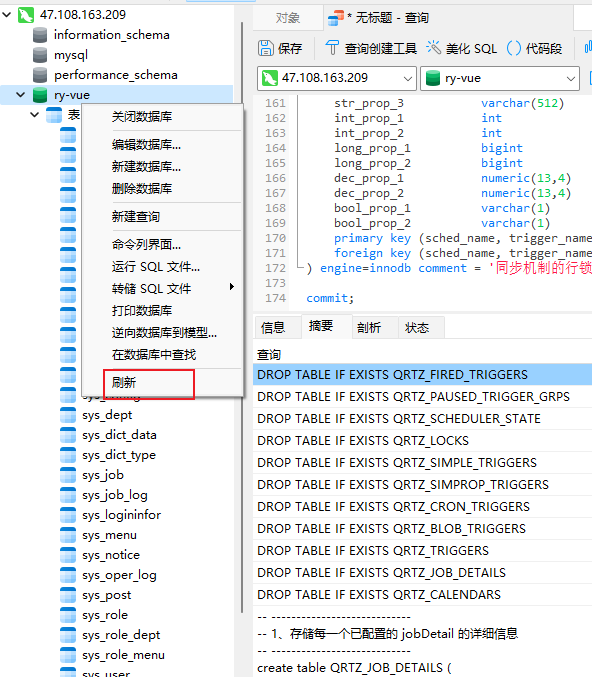 47.108.163.209
information_schema
mysql
performance_schema
ry-vue
表
关闭数据库
编辑数据库...
新建数据库...
删除数据库
新建查询
命令列界面...
运行 SQL 文件...
转储 SQL 文件
打印数据库
逆向数据库到模型...
在数据库中查找
刷新
sys_dept
sys_dict_data
sys_dict_type
sys_job
sys_job_log
sys_logininfor
sys_menu
sys_notice
sys_oper_log
sys_post
sys_role
sys_role_dept
sys_role_menu
sys_user
对象
* 无标题 - 查询
保存
查询创建工具
美化 SQL
() 代码段
47.108.163.209
ry-vue
161 str_prop_3 varchar(512)
162 int_prop_1 int
163 int_prop_2 int
164 long_prop_1 bigint
165 long_prop_2 bigint
166 dec_prop_1 numeric(13,4)
167 dec_prop_2 numeric(13,4)
168 bool_prop_1 varchar(1)
169 bool_prop_2 varchar(1)
170 primary key (sched_name, trigger_name
171 foreign key (sched_name, trigger_name
172 ) engine=innodb comment = '同步机制的行锁
173
174 commit;
信息
摘要
剖析
状态
查询
DROP TABLE IF EXISTS QRTZ_FIRED_TRIGGERS
DROP TABLE IF EXISTS QRTZ_PAUSED_TRIGGER_GRPS
DROP TABLE IF EXISTS QRTZ_SCHEDULER_STATE
DROP TABLE IF EXISTS QRTZ_LOCKS
DROP TABLE IF EXISTS QRTZ_SIMPLE_TRIGGERS
DROP TABLE IF EXISTS QRTZ_SIMPROP_TRIGGERS
DROP TABLE IF EXISTS QRTZ_CRON_TRIGGERS
DROP TABLE IF EXISTS QRTZ_BLOB_TRIGGERS
DROP TABLE IF EXISTS QRTZ_TRIGGERS
DROP TABLE IF EXISTS QRTZ_JOB_DETAILS
DROP TABLE IF EXISTS QRTZ_CALENDARS
-- ----------------------------
-- 1、存储每一个已配置的 jobDetail 的详细信息
-- ----------------------------
create table QRTZ_JOB_DETAILS (